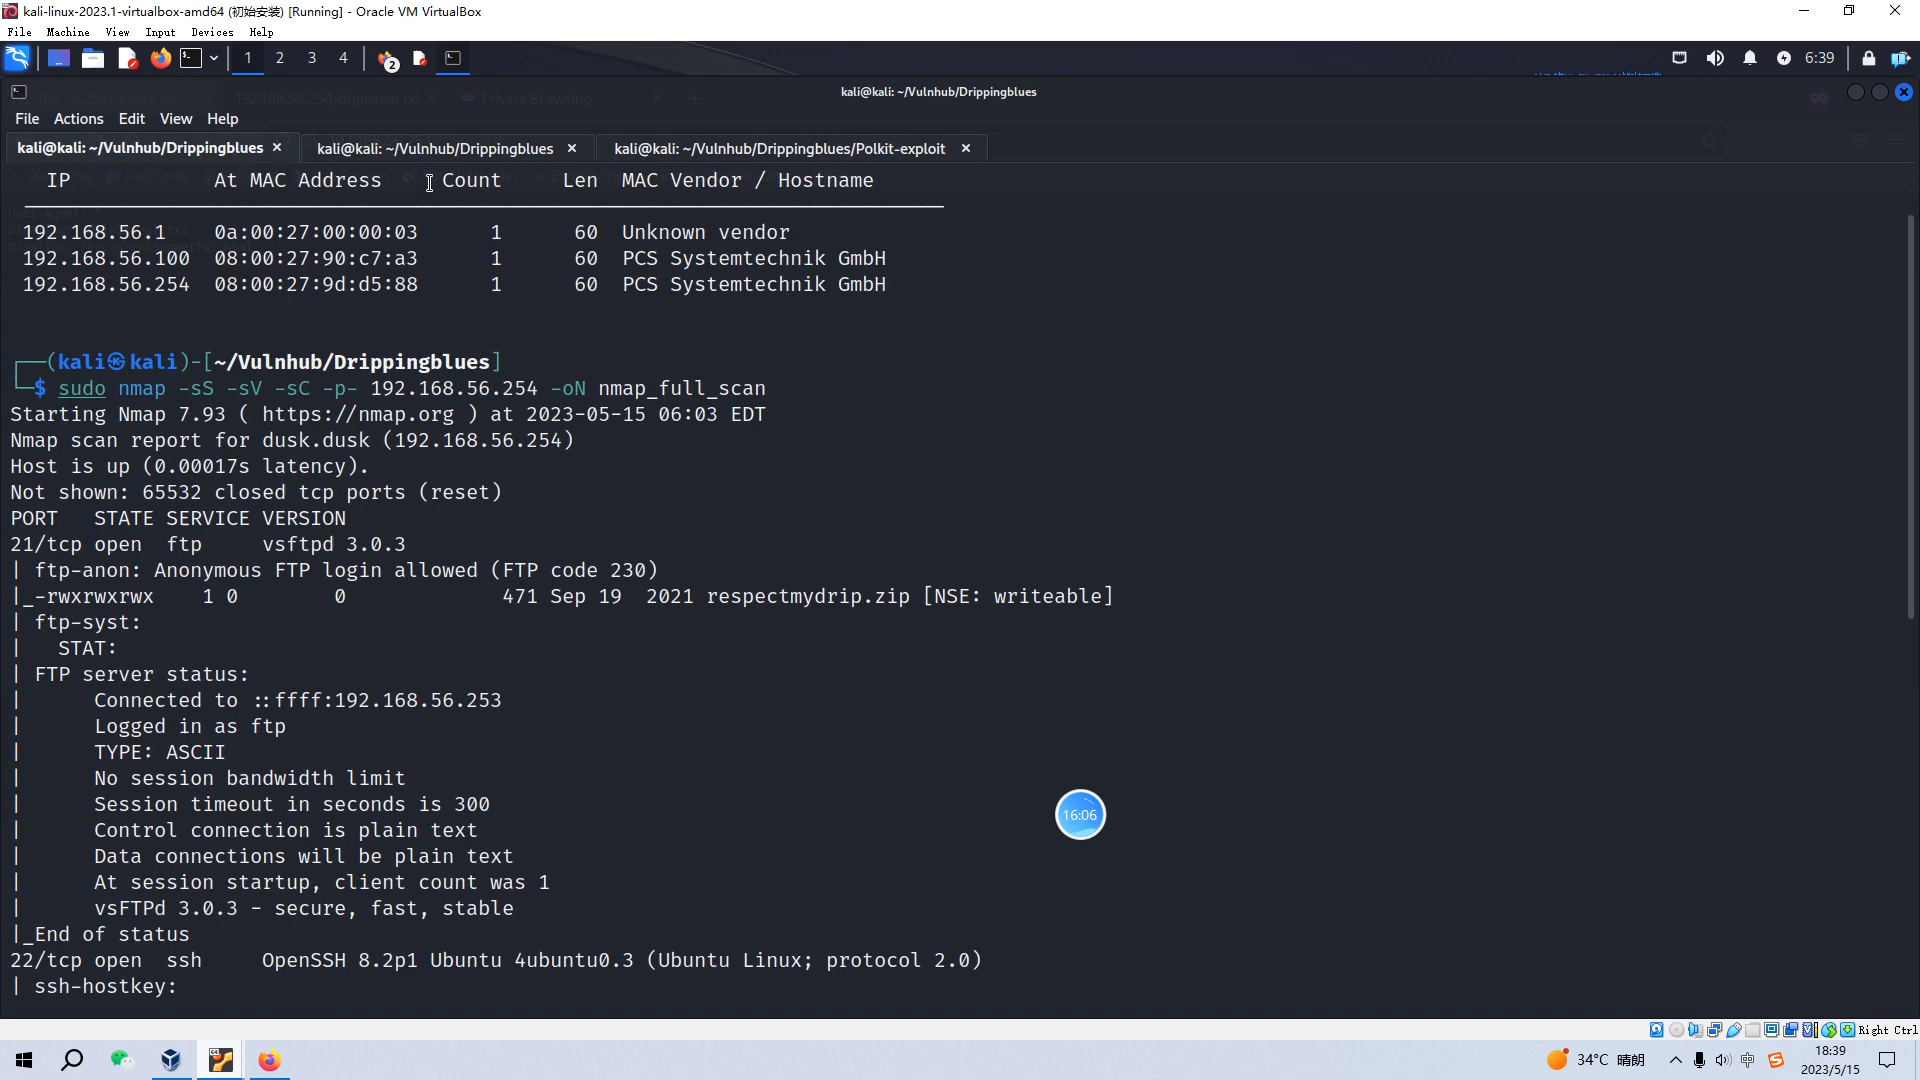 kali-linux-2023.1-virtualbox-amd64 (初始安装) [Running] - Oracle VM VirtualBox
File Machine View Input Devices Help
1 2 3 4 2 6:39
192.168.56.254/dripisreal.txt Private Browsing
kali@kali: ~/Vulnhub/Drippingblues
File Actions Edit View Help
kali@kali: ~/Vulnhub/Drippingblues × kali@kali: ~/Vulnhub/Drippingblues × kali@kali: ~/Vulnhub/Drippingblues/Polkit-exploit ×
IP At MAC Address Count Len MAC Vendor / Hostname
192.168.56.1 0a:00:27:00:00:03 1 60 Unknown vendor
192.168.56.100 08:00:27:90:c7:a3 1 60 PCS Systemtechnik GmbH
192.168.56.254 08:00:27:9d:d5:88 1 60 PCS Systemtechnik GmbH
┌──(kali㉿kali)-[~/Vulnhub/Drippingblues]
└─$ sudo nmap -sS -sV -sC -p- 192.168.56.254 -oN nmap_full_scan
Starting Nmap 7.93 ( https://nmap.org ) at 2023-05-15 06:03 EDT
Nmap scan report for dusk.dusk (192.168.56.254)
Host is up (0.00017s latency).
Not shown: 65532 closed tcp ports (reset)
PORT STATE SERVICE VERSION
21/tcp open ftp vsftpd 3.0.3
| ftp-anon: Anonymous FTP login allowed (FTP code 230)
|_-rwxrwxrwx 1 0 0 471 Sep 19 2021 respectmydrip.zip [NSE: writeable]
| ftp-syst:
| STAT:
| FTP server status:
| Connected to ::ffff:192.168.56.253
| Logged in as ftp
| TYPE: ASCII
| No session bandwidth limit
| Session timeout in seconds is 300
| Control connection is plain text
| Data connections will be plain text
| At session startup, client count was 1
| vsFTPd 3.0.3 - secure, fast, stable
|_End of status
22/tcp open ssh OpenSSH 8.2p1 Ubuntu 4ubuntu0.3 (Ubuntu Linux; protocol 2.0)
| ssh-hostkey:
16:06
Right Ctrl
34°C 晴朗 中 18:39
2023/5/15